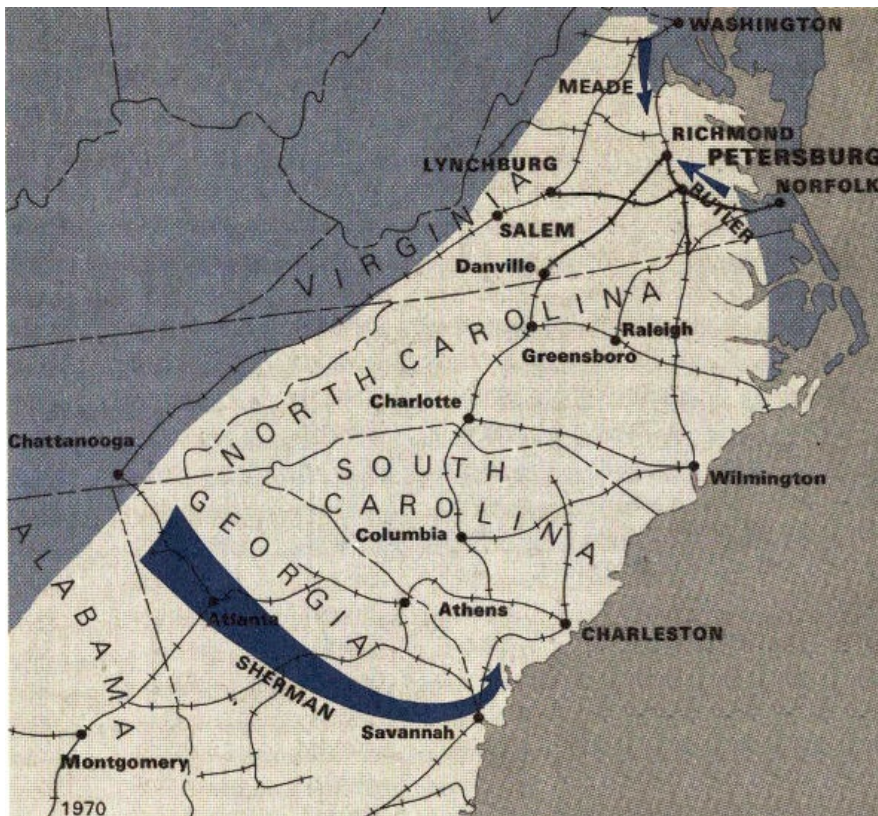 WASHINGTON
MEADE
RICHMOND
PETERSBURG
LYNCHBURG
NORFOLK
BUTLER
SALEM
VIRGINIA
Danville
NORTH CAROLINA
Raleigh
Greensboro
Charlotte
Chattanooga
SOUTH
CAROLINA
Wilmington
GEORGIA
Columbia
ALABAMA
Atlanta
Athens
CHARLESTON
SHERMAN
Savannah
Montgomery
1970